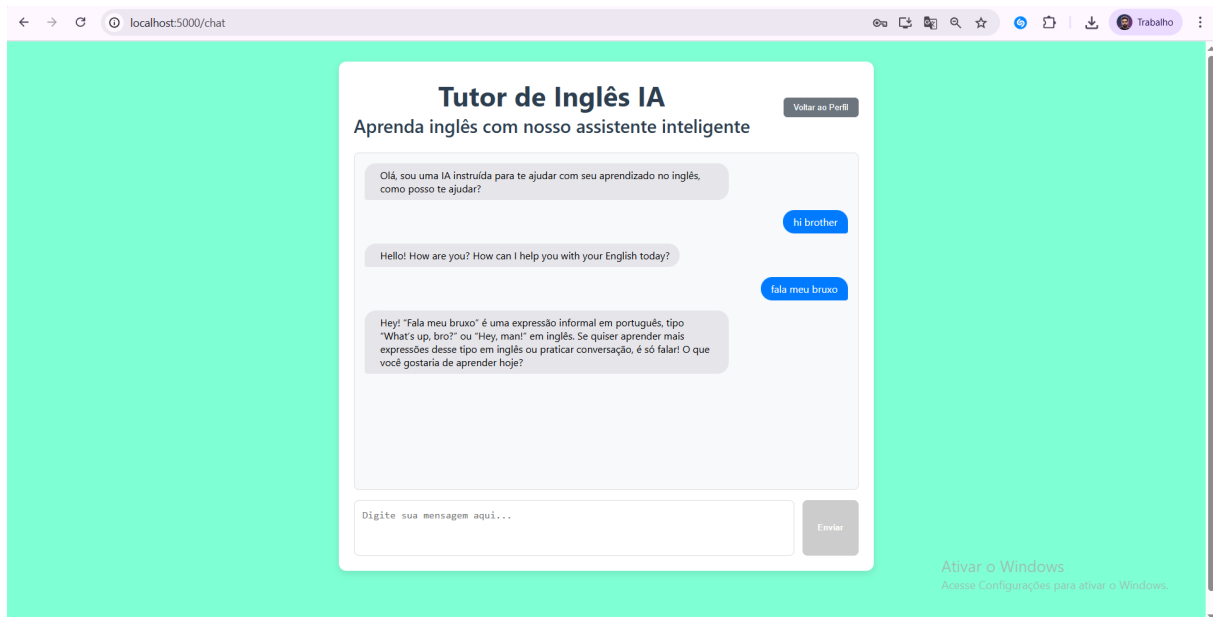 localhost:5000/chat
Trabalho
Tutor de Inglês IA
Aprenda inglês com nosso assistente inteligente
Voltar ao Perfil
Olá, sou uma IA instruída para te ajudar com seu aprendizado no inglês,
como posso te ajudar?
hi brother
Hello! How are you? How can I help you with your English today?
fala meu bruxo
Hey! "Fala meu bruxo" é uma expressão informal em português, tipo
"What's up, bro?" ou "Hey, man!" em inglês. Se quiser aprender mais
expressões desse tipo em inglês ou praticar conversação, é só falar! O que
você gostaria de aprender hoje?
Digite sua mensagem aqui...
Enviar
Ativar o Windows
Acesse Configurações para ativar o Windows.